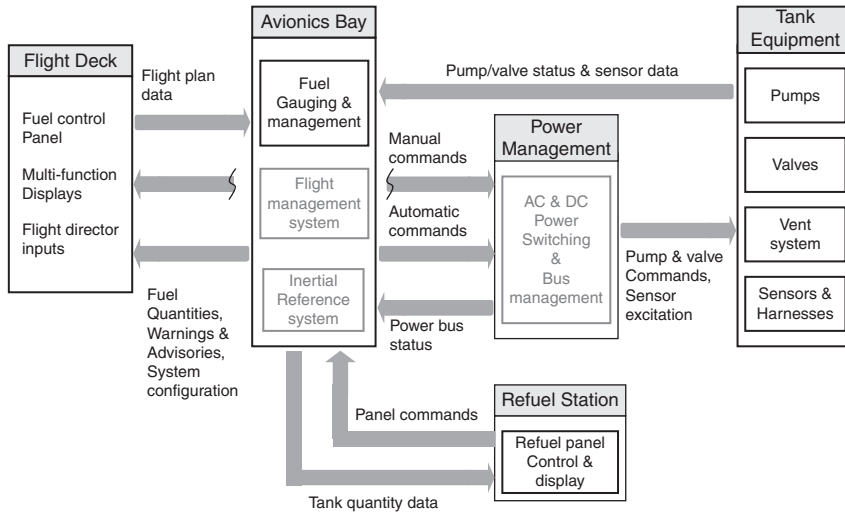 Flight Deck
Fuel control
Panel
Multi-function
Displays
Flight director
inputs
Flight plan
data
Fuel
Quantities,
Warnings &
Advisories,
System
configuration
Avionics Bay
Fuel
Gauging &
management
Flight
management
system
Inertial
Reference
system
Pump/valve status & sensor data
Manual
commands
Automatic
commands
Power bus
status
Power
Management
AC & DC
Power
Switching
&
Bus
management
Pump & valve
Commands,
Sensor
excitation
Tank
Equipment
Pumps
Valves
Vent
system
Sensors &
Harnesses
Panel commands
Tank quantity data
Refuel Station
Refuel panel
Control &
display